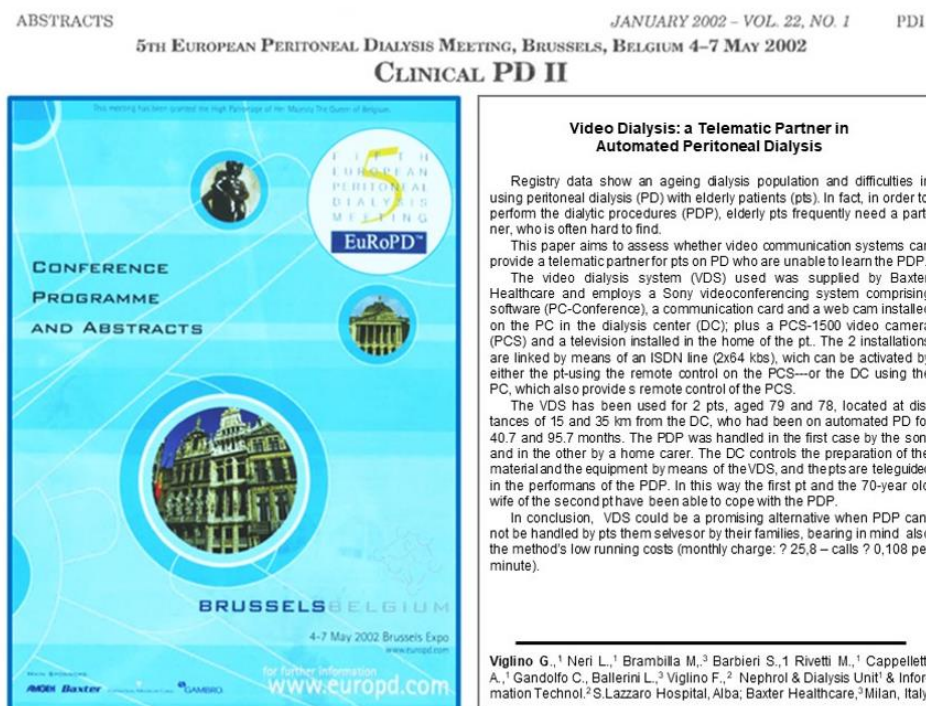 ABSTRACTS
JANUARY 2002 – VOL. 22, NO. 1 PDI
5TH EUROPEAN PERITONEAL DIALYSIS MEETING, BRUSSELS, BELGIUM 4–7 MAY 2002
CLINICAL PD II
This meeting has been granted the High Patronage of Her Majesty The Queen of Belgium.
5
FIFTH
EUROPEAN
PERITONEAL
DIALYSIS
MEETING
EuRoPD™
CONFERENCE
PROGRAMME
AND ABSTRACTS
BRUSSELSBELGIUM
4-7 May 2002 Brussels Expo
www.europd.com
for further information
www.europd.com
MAIN SPONSORS
AMGEN Baxter GAMBRO.
Video Dialysis: a Telematic Partner in
Automated Peritoneal Dialysis
Registry data show an ageing dialysis population and difficulties in
using peritoneal dialysis (PD) with elderly patients (pts). In fact, in order to
perform the dialytic procedures (PDP), elderly pts frequently need a part
ner, who is often hard to find.
This paper aims to assess whether video communication systems can
provide a telematic partner for pts on PD who are unable to learn the PDP.
The video dialysis system (VDS) used was supplied by Baxter
Healthcare and employs a Sony videoconferencing system comprising
software (PC-Conference), a communication card and a web cam installed
on the PC in the dialysis center (DC); plus a PCS-1500 video camera
(PCS) and a television installed in the home of the pt.. The 2 installations
are linked by means of an ISDN line (2x64 kbs), wich can be activated by
either the pt-using the remote control on the PCS---or the DC using the
PC, which also provide s remote control of the PCS.
The VDS has been used for 2 pts, aged 79 and 78, located at dis
tances of 15 and 35 km from the DC, who had been on automated PD fo
40.7 and 95.7 months. The PDP was handled in the first case by the son
and in the other by a home carer. The DC controls the preparation of the
material and the equipment by means of the VDS, and the pts are teleguided
in the performans of the PDP. In this way the first pt and the 70-year old
wife of the second pt have been able to cope with the PDP.
In conclusion, VDS could be a promising alternative when PDP can
not be handled by pts them selvesor by their families, bearing in mind also
the method's low running costs (monthly charge: ? 25,8 – calls ? 0,108 pe
minute).
Viglino G.,¹ Neri L.,¹ Brambilla M,.³ Barbieri S.,1 Rivetti M.,¹ Cappellett
A.,¹ Gandolfo C., Ballerini L.,³ Viglino F.,² Nephrol & Dialysis Unit¹ & Infor
mation Technol.² S.Lazzaro Hospital, Alba; Baxter Healthcare,³ Milan, Italy